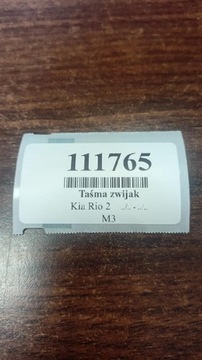 111765
Taśma zwijak
Kia Rio 2 ../.. - ../..
M3